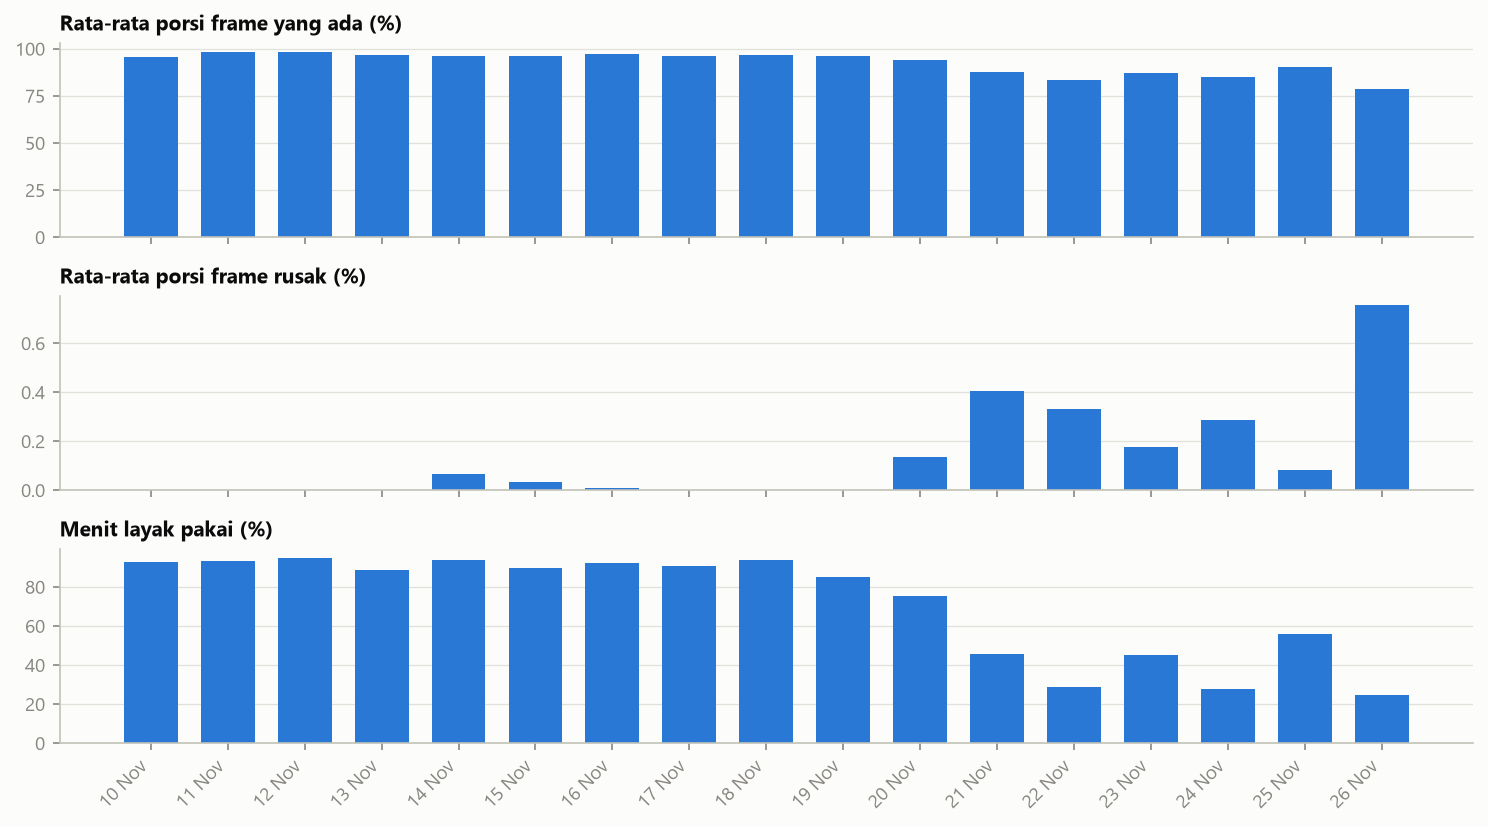 Rata-rata porsi frame yang ada (%)
100
75
50
25
0
Rata-rata porsi frame rusak (%)
0.6
0.4
0.2
0.0
Menit layak pakai (%)
80
60
40
20
0
10 Nov
11 Nov
12 Nov
13 Nov
14 Nov
15 Nov
16 Nov
17 Nov
18 Nov
19 Nov
20 Nov
21 Nov
22 Nov
23 Nov
24 Nov
25 Nov
26 Nov